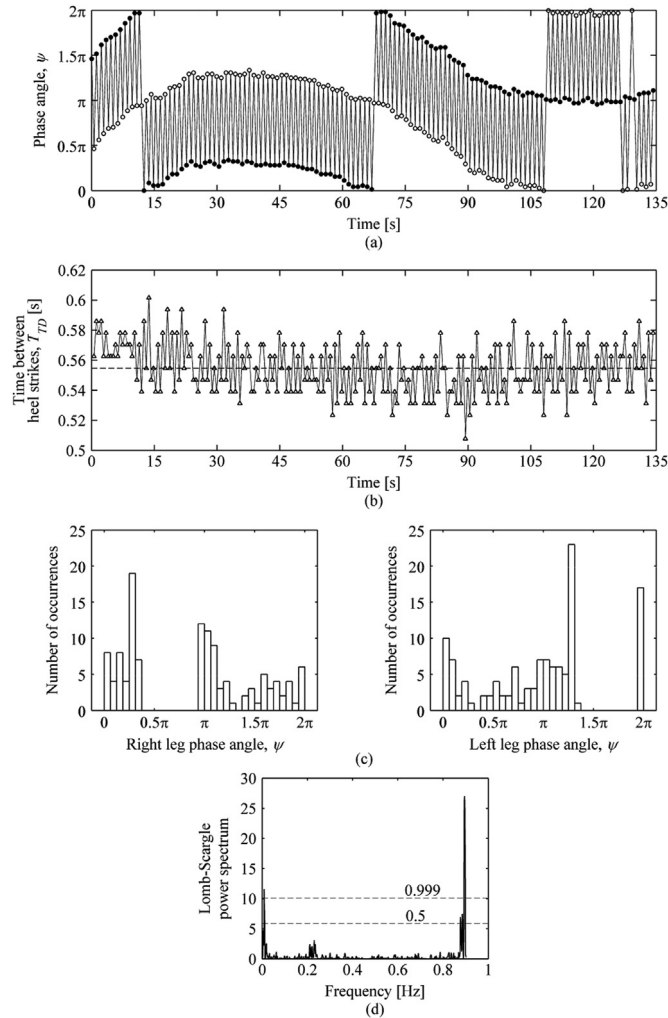 2π
1.5π
π
0.5π
0
Phase angle, ψ
0 15 30 45 60 75 90 105 120 135
Time [s]
(a)
0.62
0.6
0.58
0.56
0.54
0.52
0.5
Time between
heel strikes, T_TD [s]
0 15 30 45 60 75 90 105 120 135
Time [s]
(b)
25
20
15
10
5
0
Number of occurrences
0 0.5π π 1.5π 2π
Right leg phase angle, ψ
25
20
15
10
5
0
Number of occurrences
0 0.5π π 1.5π 2π
Left leg phase angle, ψ
(c)
30
25
20
15
10
5
0
Lomb-Scargle
power spectrum
0.999
0.5
0 0.2 0.4 0.6 0.8 1
Frequency [Hz]
(d)